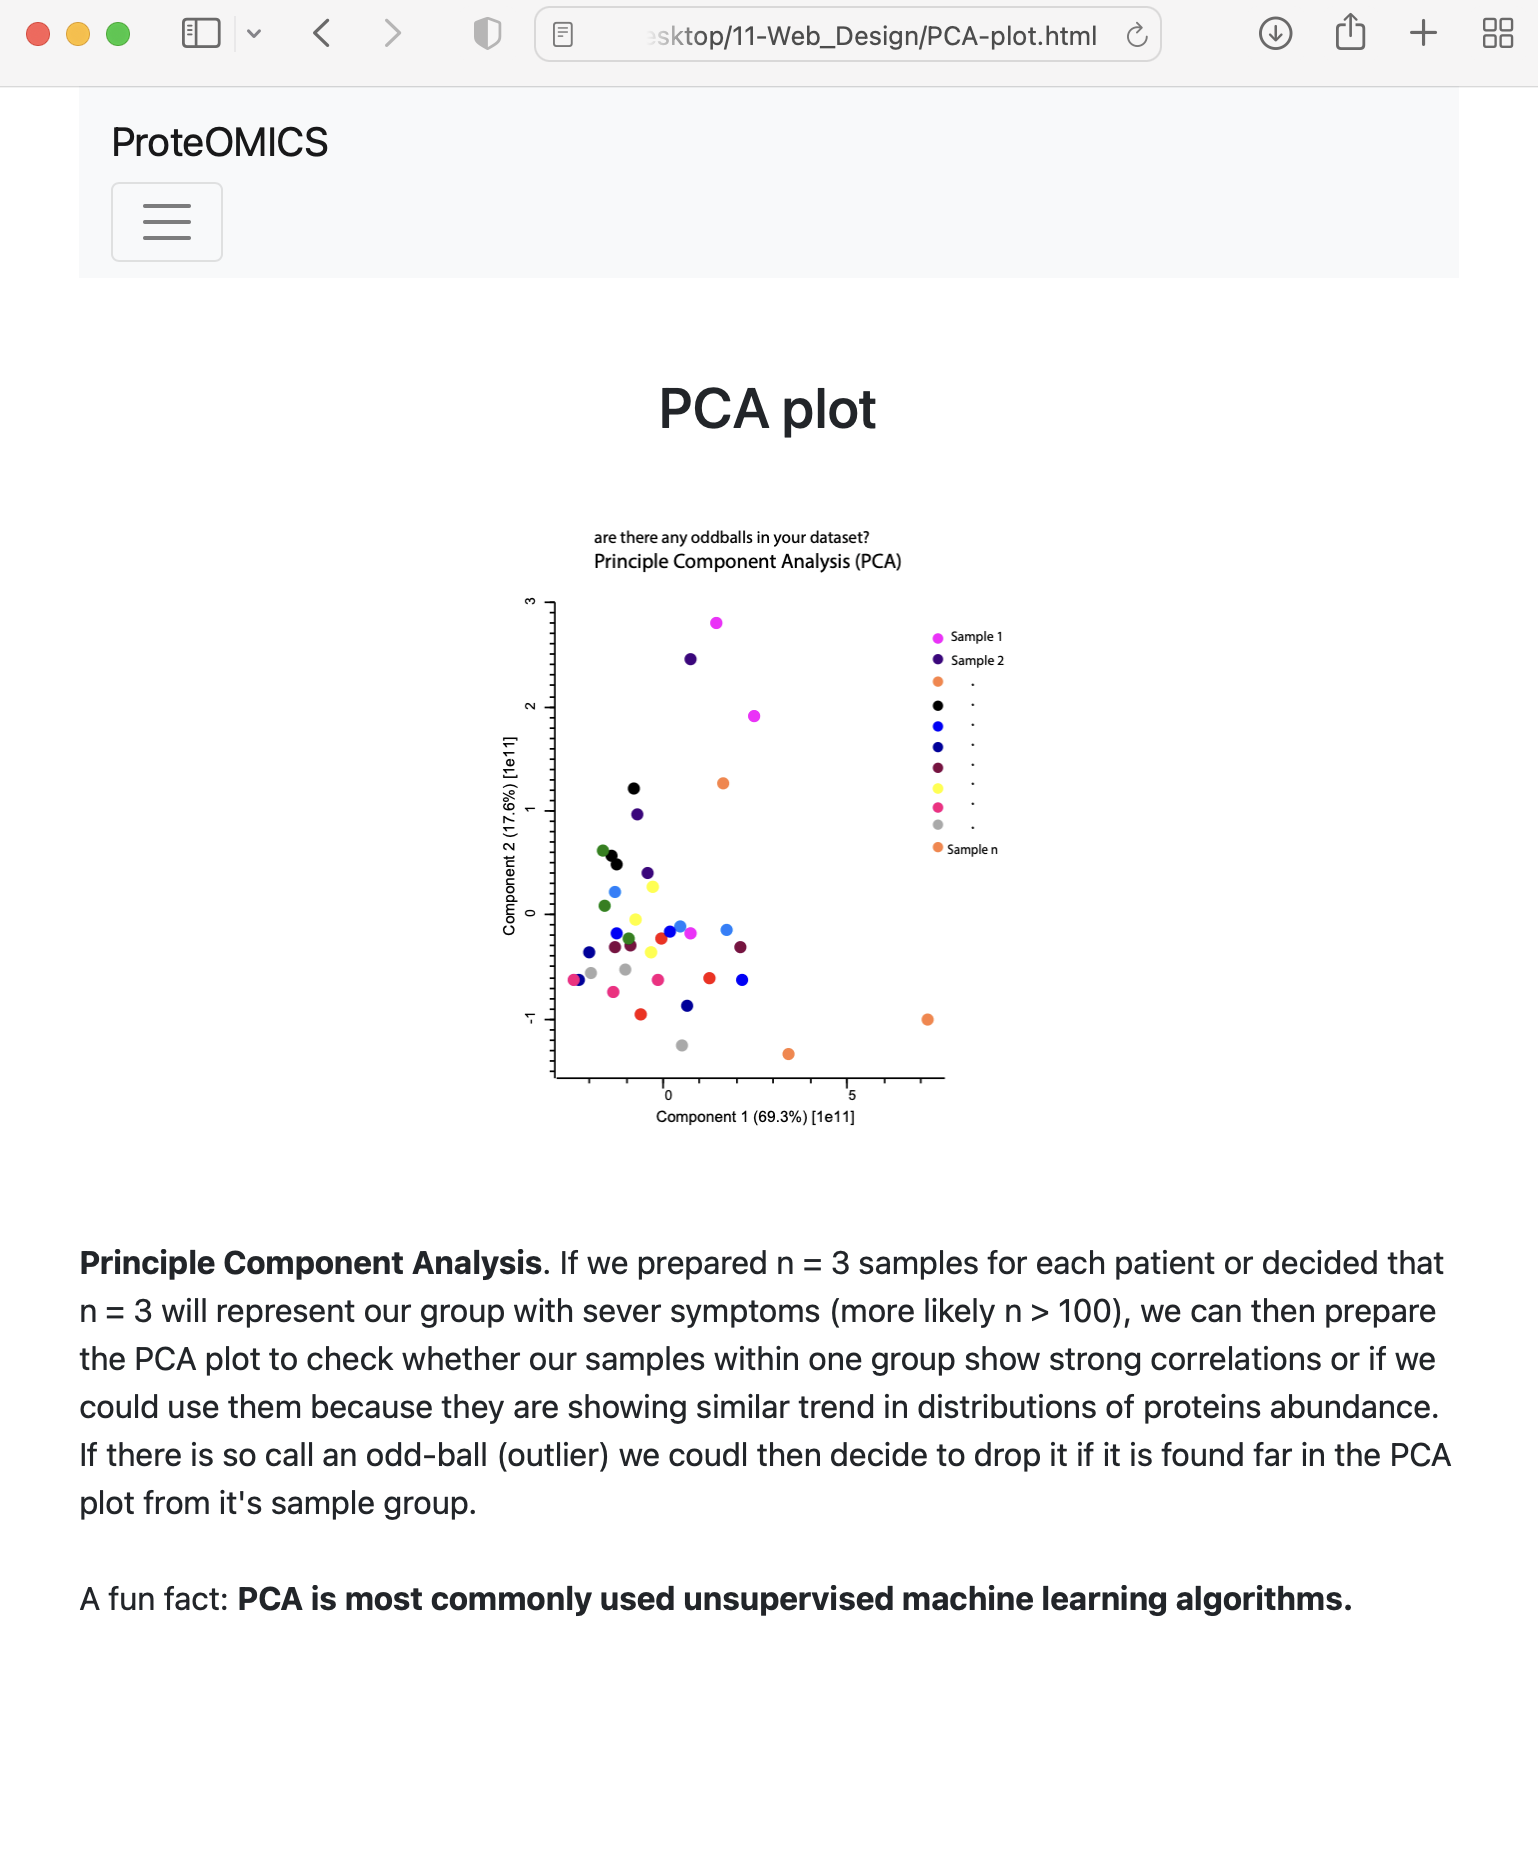 esktop/11-Web_Design/PCA-plot.html
ProteOMICS
PCA plot
are there any oddballs in your dataset?
Principle Component Analysis (PCA)
3
2
1
0
-1
Component 2 (17.6%) [1e11]
Sample 1
Sample 2
.
.
.
.
.
.
.
.
Sample n
0 5
Component 1 (69.3%) [1e11]
Principle Component Analysis. If we prepared n = 3 samples for each patient or decided that
n = 3 will represent our group with sever symptoms (more likely n > 100), we can then prepare
the PCA plot to check whether our samples within one group show strong correlations or if we
could use them because they are showing similar trend in distributions of proteins abundance.
If there is so call an odd-ball (outlier) we coudl then decide to drop it if it is found far in the PCA
plot from it's sample group.
A fun fact: PCA is most commonly used unsupervised machine learning algorithms.